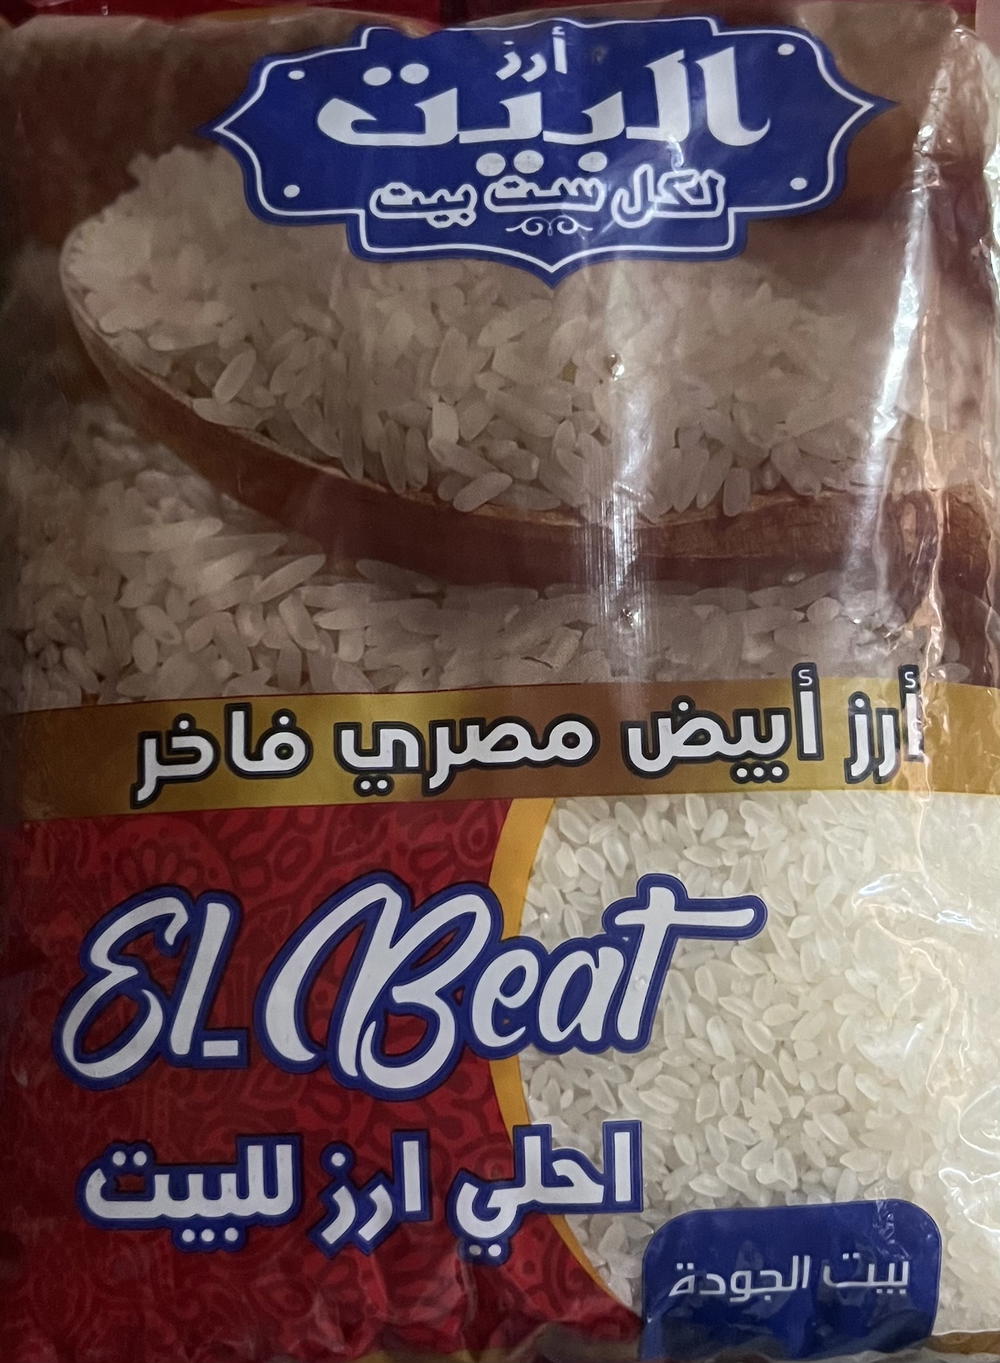 أرز
البيت
لكل ست بيت
أرز أبيض مصري فاخر
EL Beat
احلي ارز للبيت
بيت الجودة